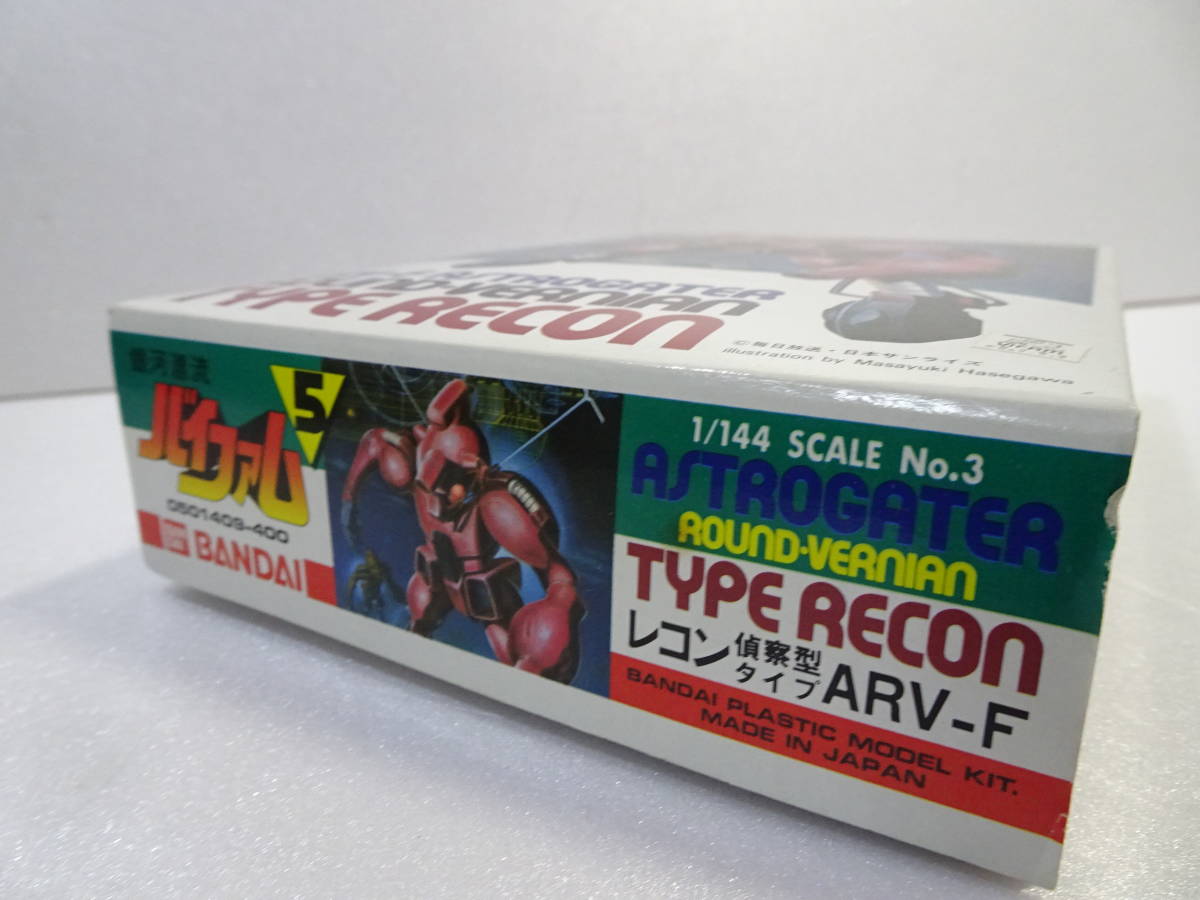 ASTROGATER
ROUND-VERNIAN
TYPE RECON
©毎日放送・日本サンライズ
illustration by Masayuki Hasegawa
銀河漂流
バイファム
5
0501409-400
BANDAI
1/144 SCALE No.3
ASTROGATER
ROUND-VERNIAN
TYPE RECON
レコン偵察型タイプARV-F
BANDAI PLASTIC MODEL KIT.
MADE IN JAPAN